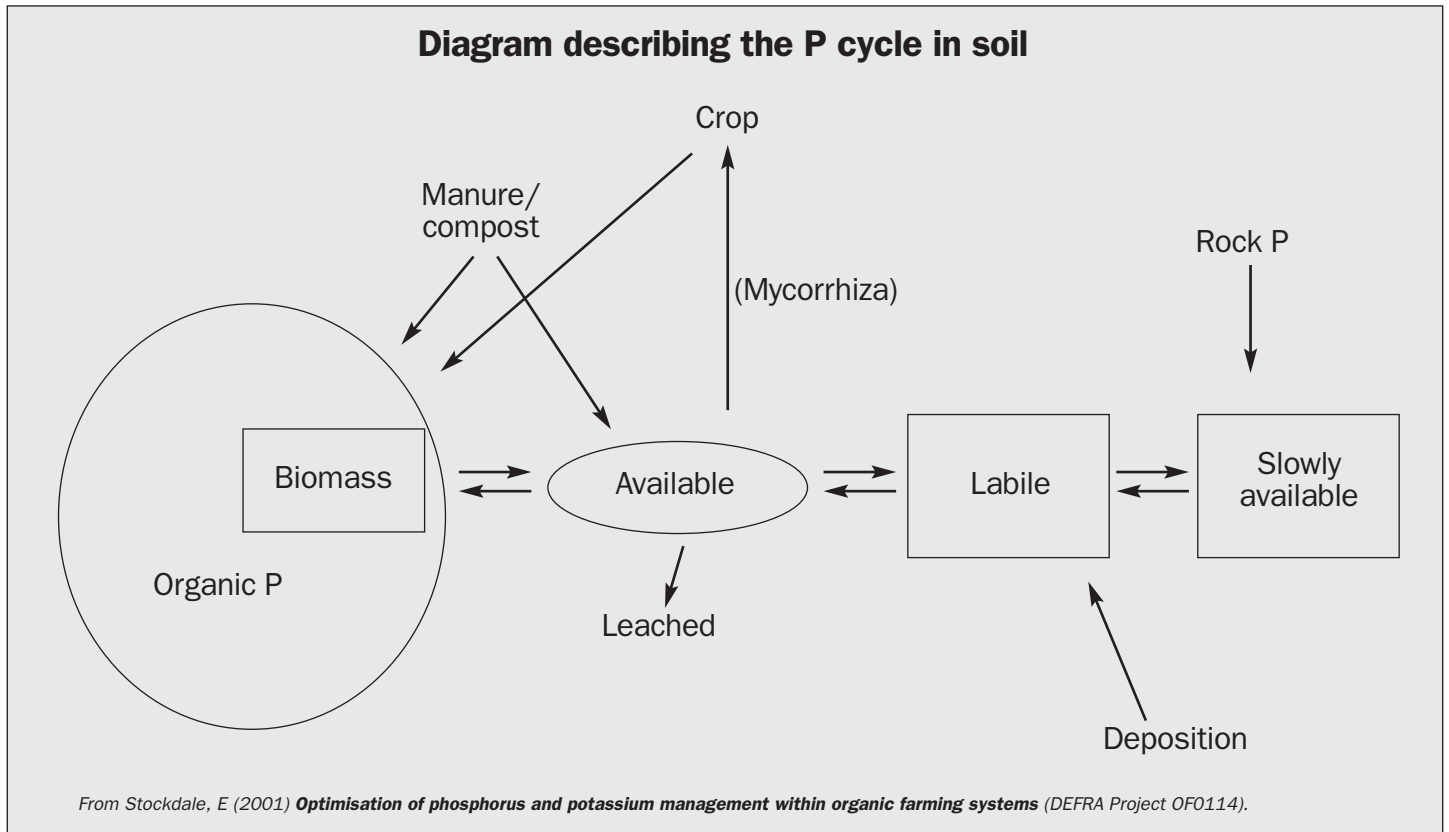 Diagram describing the P cycle in soil
Crop
Manure/
compost
Rock P
(Mycorrhiza)
Biomass
Available
Labile
Slowly
available
Organic P
Leached
Deposition
From Stockdale, E (2001) Optimisation of phosphorus and potassium management within organic farming systems (DEFRA Project OF0114).